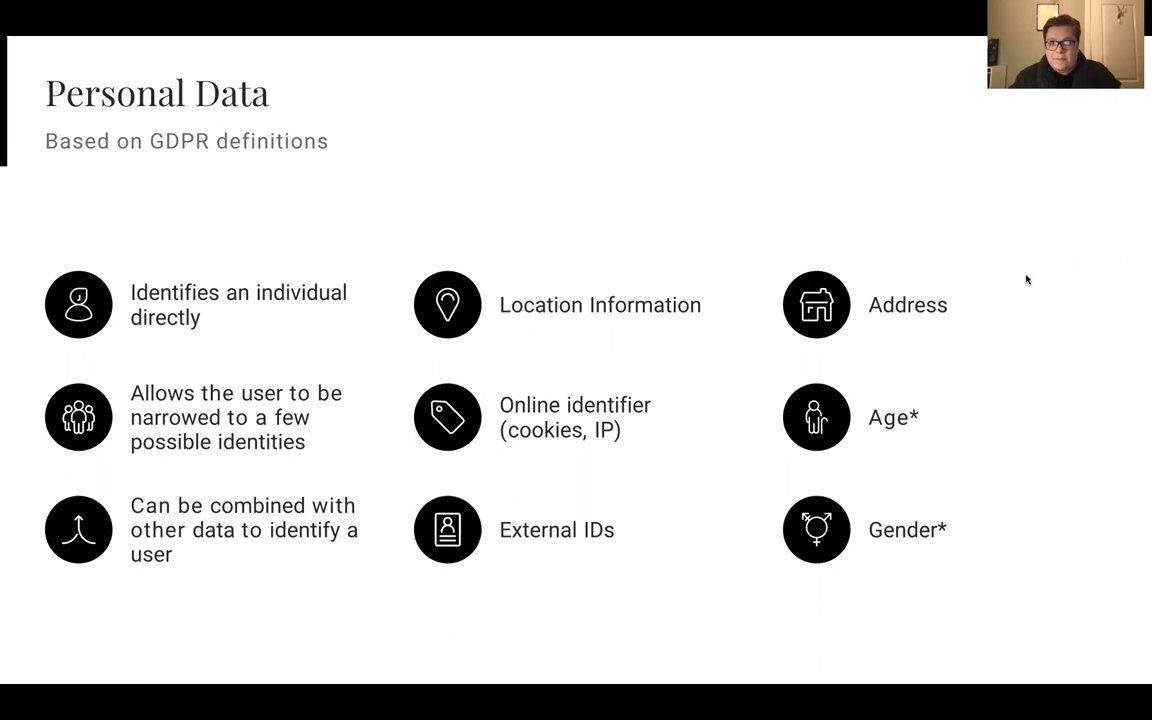 Personal Data
Based on GDPR definitions
Identifies an individual
directly
Allows the user to be
narrowed to a few
possible identities
Can be combined with
other data to identify a
user
Location Information
Online identifier
(cookies, IP)
External IDs
Address
Age*
Gender*